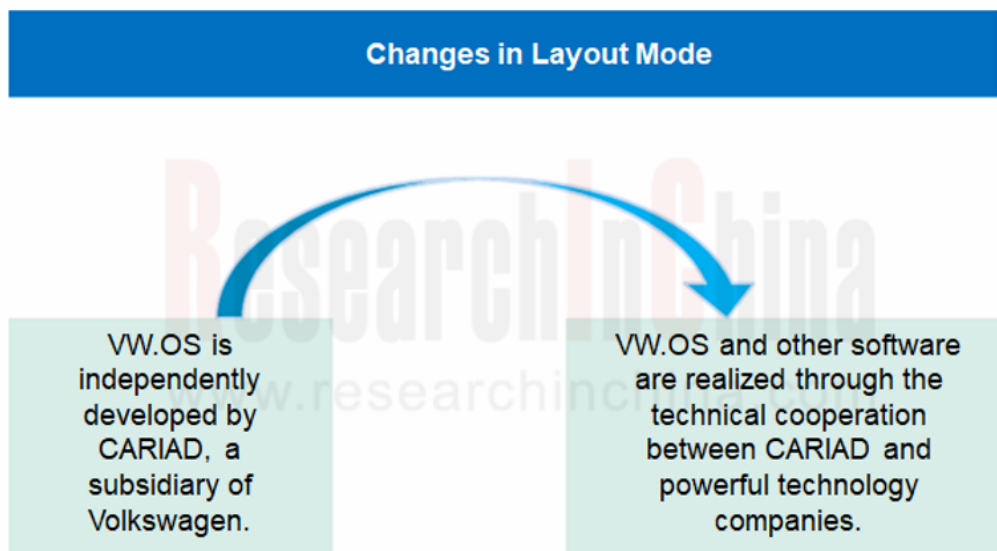 Changes in Layout Mode
ResearchInChina
www.researchinchina.com
VW.OS is
independently
developed by
CARIAD, a
subsidiary of
Volkswagen.
VW.OS and other software
are realized through the
technical cooperation
between CARIAD and
powerful technology
companies.